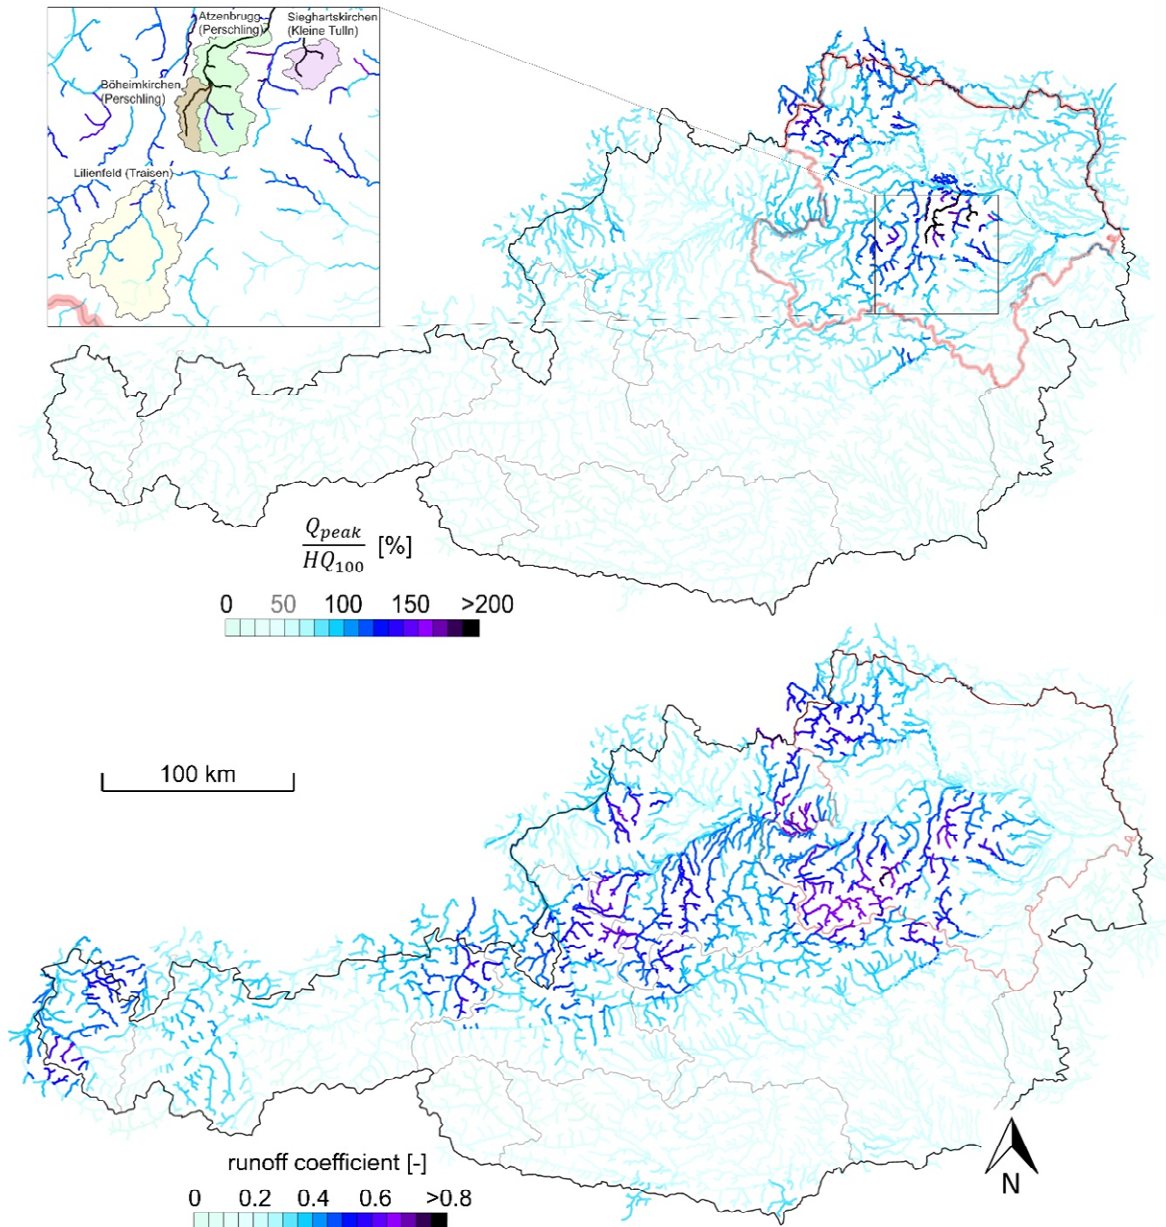 Atzenbrugg
(Perschling)
Sieghartskirchen
(Kleine Tulln)
Böheimkirchen
(Perschling)
Lilienfeld (Traisen)
Q_peak
HQ_100
[%]
0 50 100 150 >200
100 km
runoff coefficient [-]
0 0.2 0.4 0.6 >0.8
N